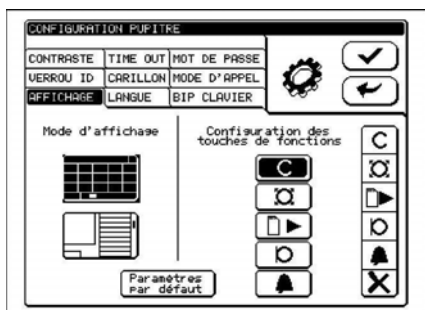 CONFIGURATION PUPITRE
CONTRASTE TIME OUT MOT DE PASSE
VERROU ID CARILLON MODE D'APPEL
AFFICHAGE LANGUE BIP CLAVIER
Mode d'affichage
Configuration des
touches de fonctions
C
C
Paramètres
par défaut